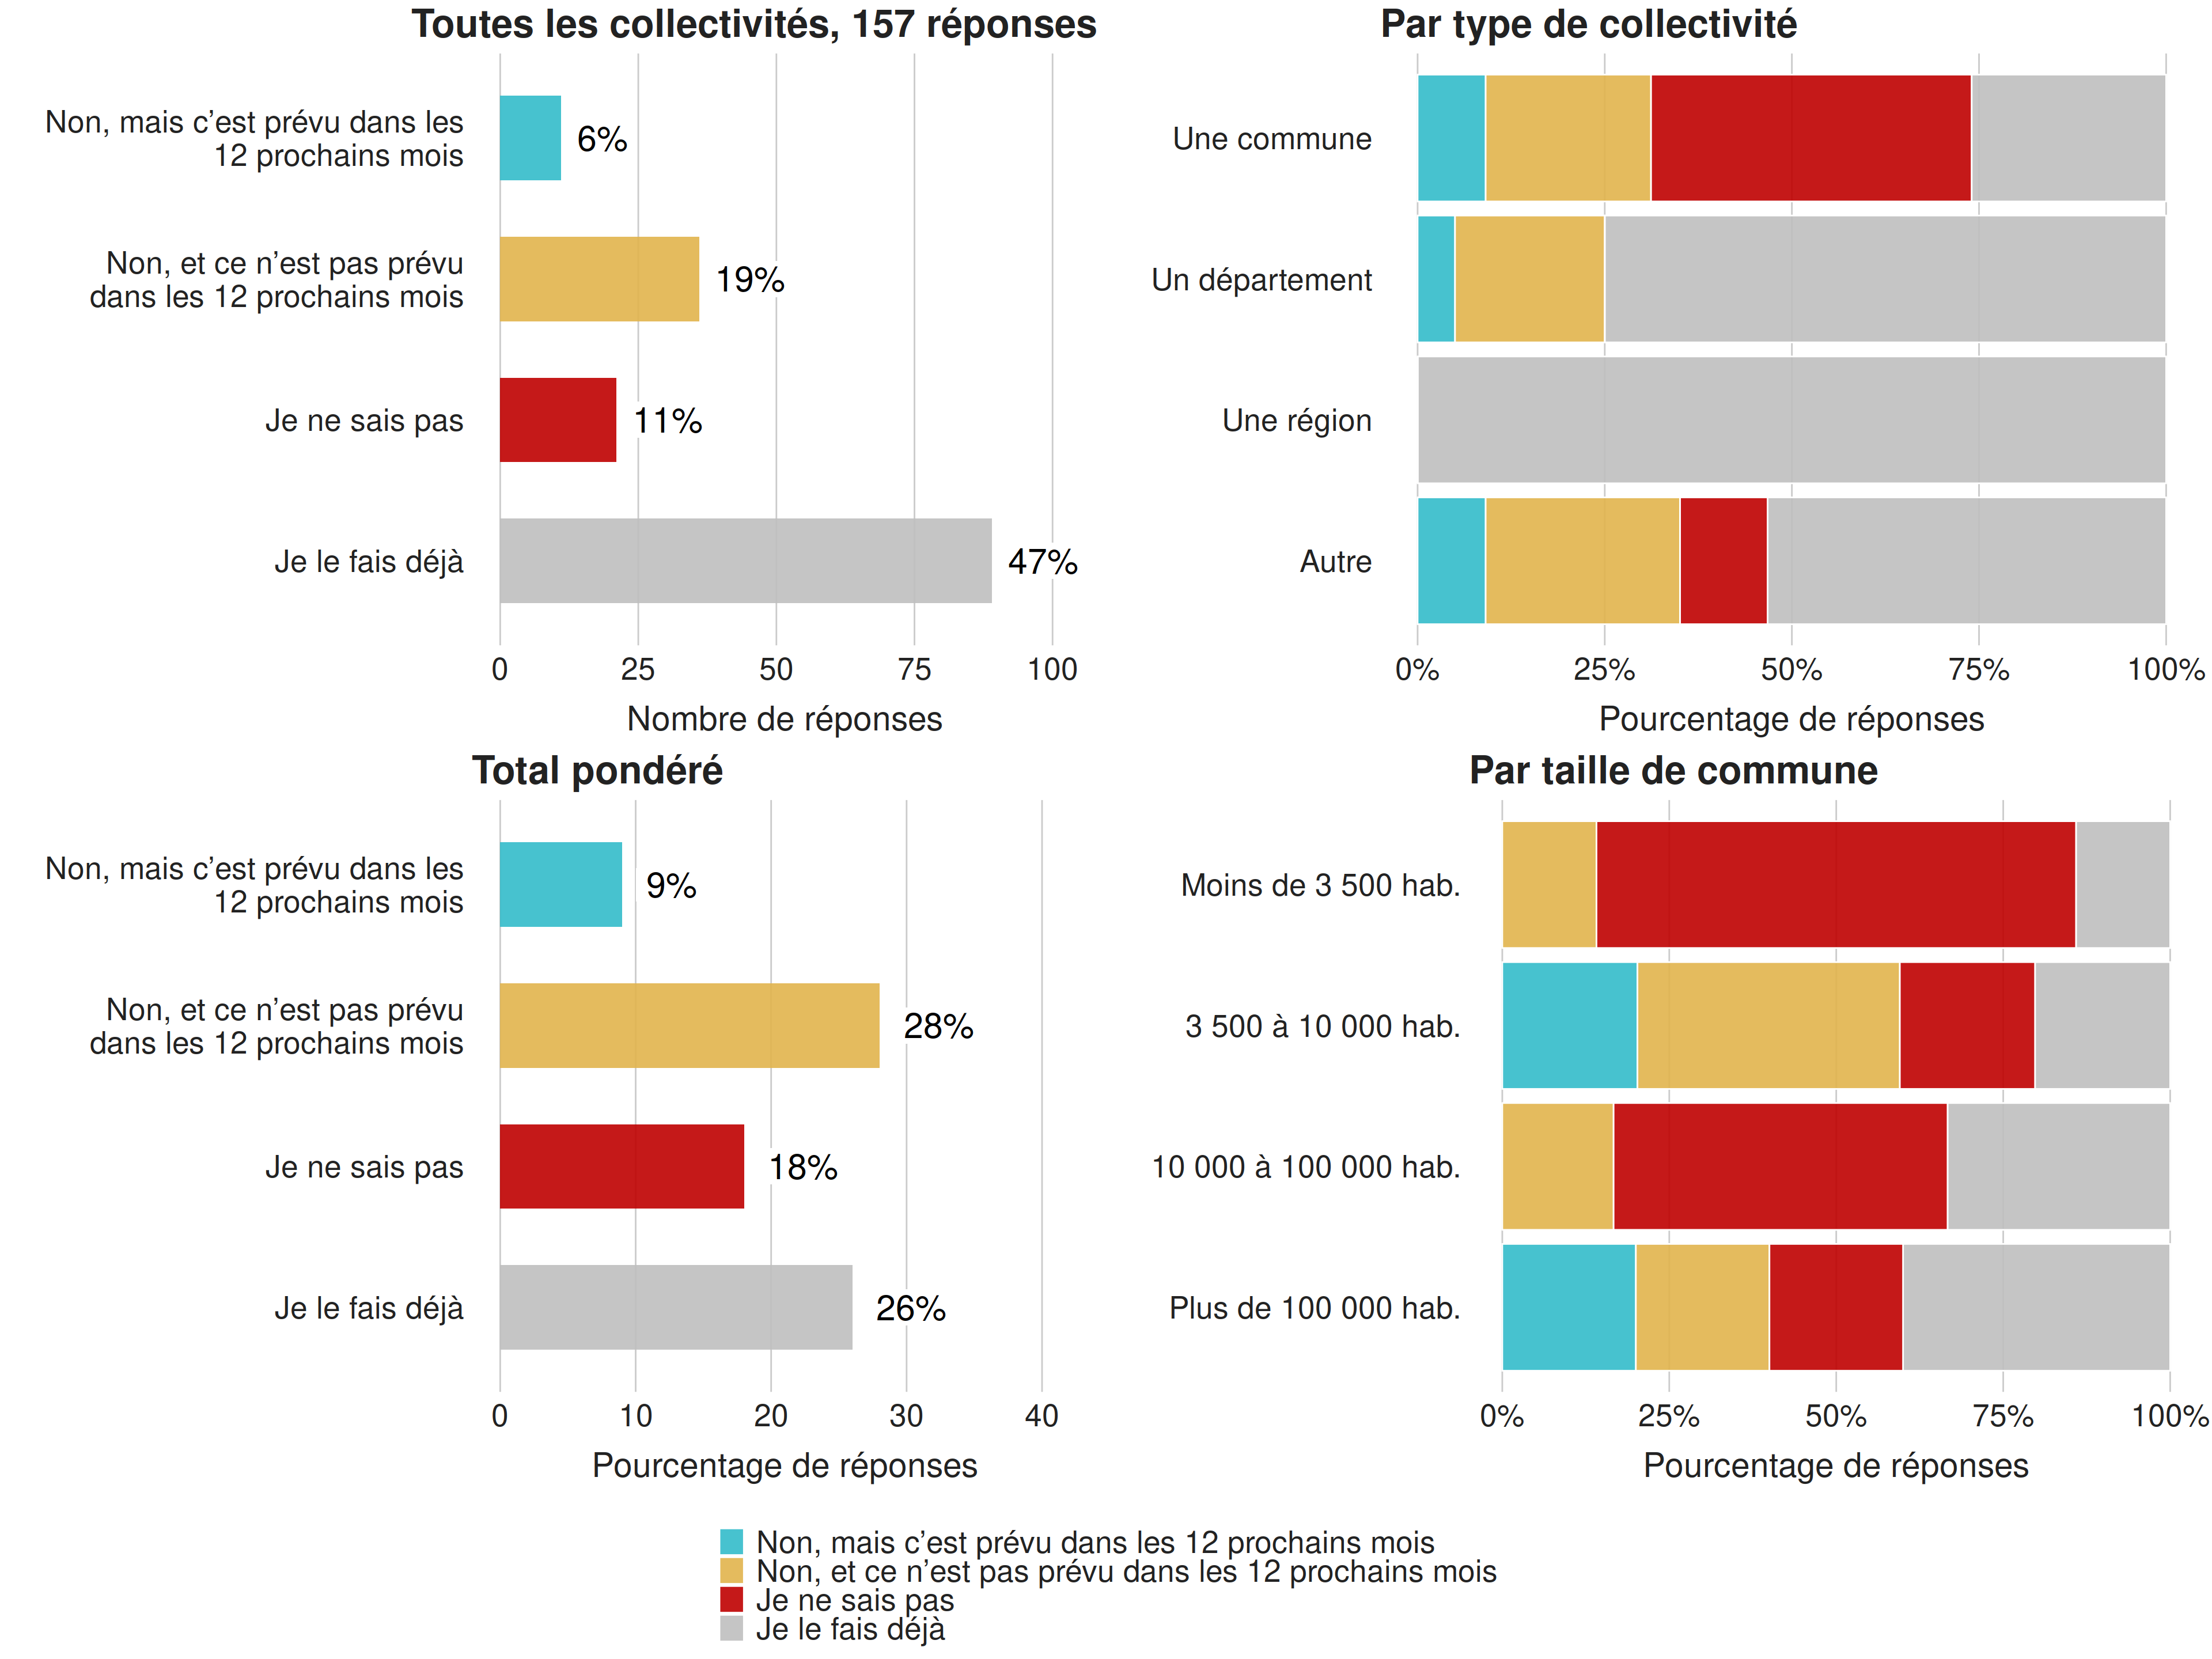 Toutes les collectivités, 157 réponses
Non, mais c’est prévu dans les
12 prochains mois
6%
Non, et ce n’est pas prévu
dans les 12 prochains mois
19%
Je ne sais pas
11%
Je le fais déjà
47%
0 25 50 75 100
Nombre de réponses
Par type de collectivité
Une commune
Un département
Une région
Autre
0% 25% 50% 75% 100%
Pourcentage de réponses
Total pondéré
Non, mais c’est prévu dans les
12 prochains mois
9%
Non, et ce n’est pas prévu
dans les 12 prochains mois
28%
Je ne sais pas
18%
Je le fais déjà
26%
0 10 20 30 40
Pourcentage de réponses
Par taille de commune
Moins de 3 500 hab.
3 500 à 10 000 hab.
10 000 à 100 000 hab.
Plus de 100 000 hab.
0% 25% 50% 75% 100%
Pourcentage de réponses
Non, mais c’est prévu dans les 12 prochains mois
Non, et ce n’est pas prévu dans les 12 prochains mois
Je ne sais pas
Je le fais déjà